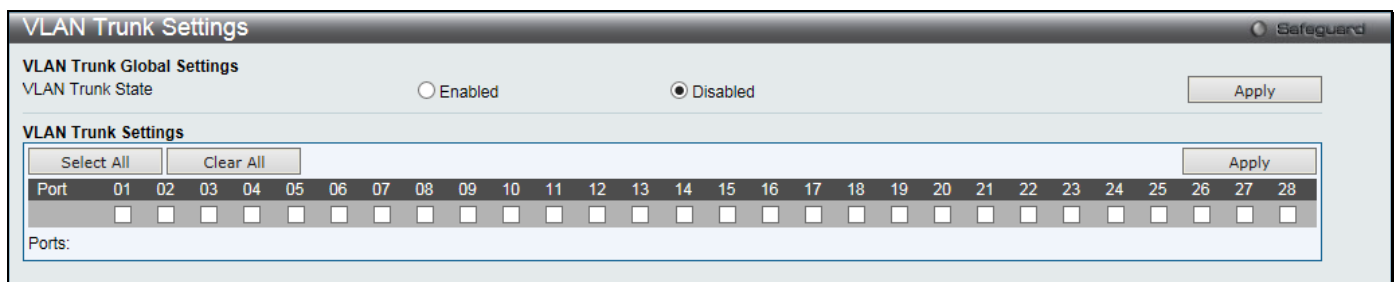 VLAN Trunk Settings
Safeguard
VLAN Trunk Global Settings
VLAN Trunk State Enabled Disabled Apply
VLAN Trunk Settings
Select All Clear All Apply
Port 01 02 03 04 05 06 07 08 09 10 11 12 13 14 15 16 17 18 19 20 21 22 23 24 25 26 27 28
Ports: